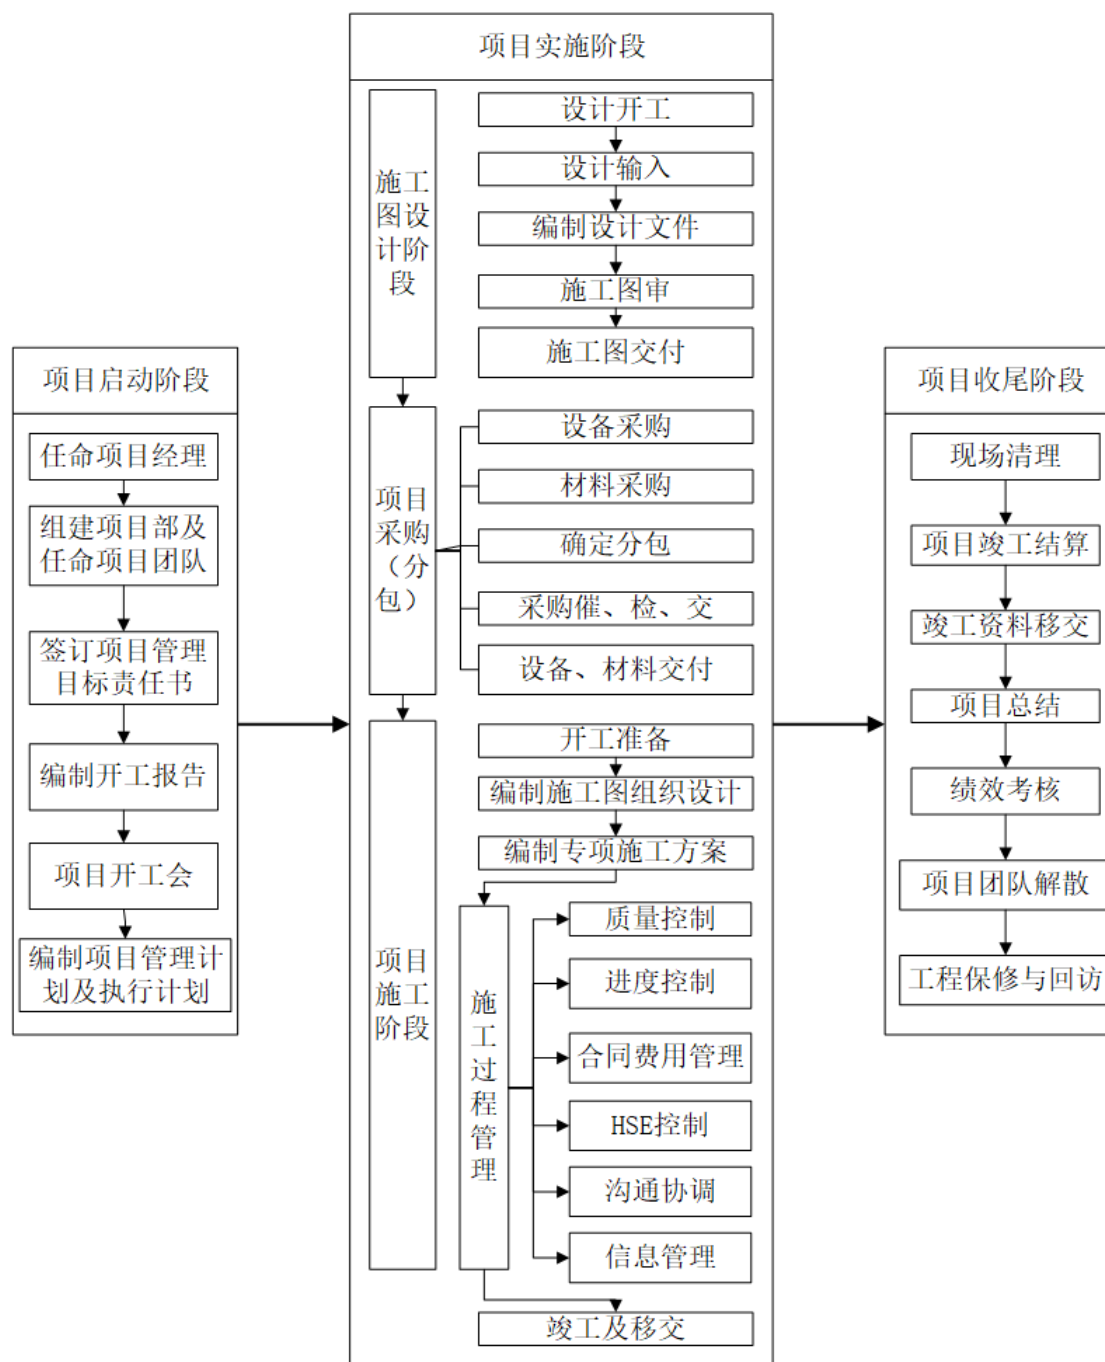 项目启动阶段
任命项目经理
组建项目部及
任命项目团队
签订项目管理
目标责任书
编制开工报告
项目开工会
编制项目管理计
划及执行计划
项目实施阶段
施工
图设
计阶
段
设计开工
设计输入
编制设计文件
施工图审
施工图交付
项目
采购
（分
包）
设备采购
材料采购
确定分包
采购催、检、交
设备、材料交付
项目
施工
阶段
开工准备
编制施工图组织设计
编制专项施工方案
施
工
过
程
管
理
质量控制
进度控制
合同费用管理
HSE控制
沟通协调
信息管理
竣工及移交
项目收尾阶段
现场清理
项目竣工结算
竣工资料移交
项目总结
绩效考核
项目团队解散
工程保修与回访